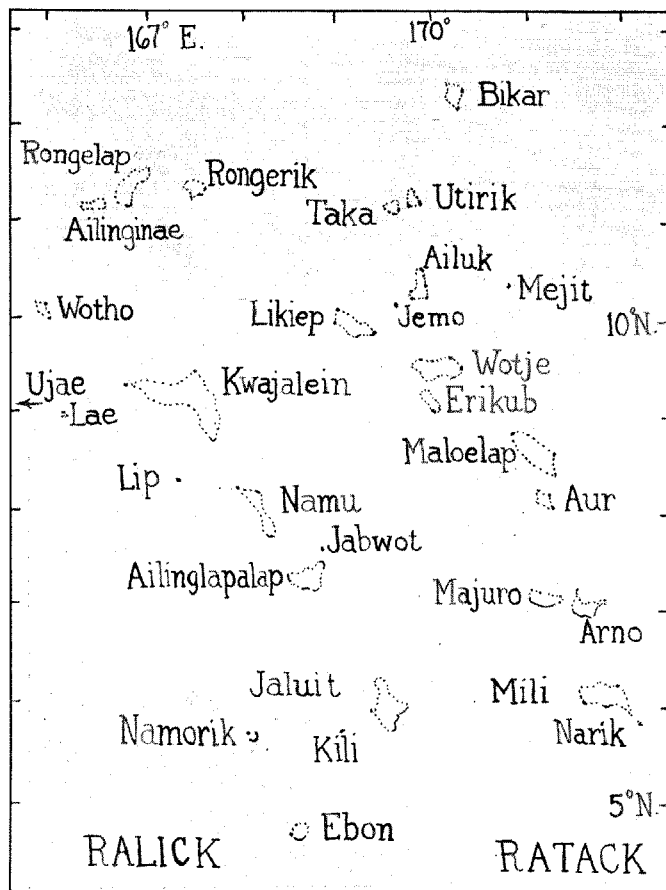 167° E.
170°
Bikar
Rongelap
Rongerik
Utirik
Taka
Ailinginae
Ailuk
Mejit
Wotho
Likiep
Jemo
10°N.
Ujae
Kwajalein
Wotje
Lae
Erikub
Maloelap
Lip
Namu
Aur
Jabwot
Ailinglapalap
Majuro
Arno
Jaluit
Mili
Namorik
Kili
Narik
5°N.
Ebon
RALICK
RATACK